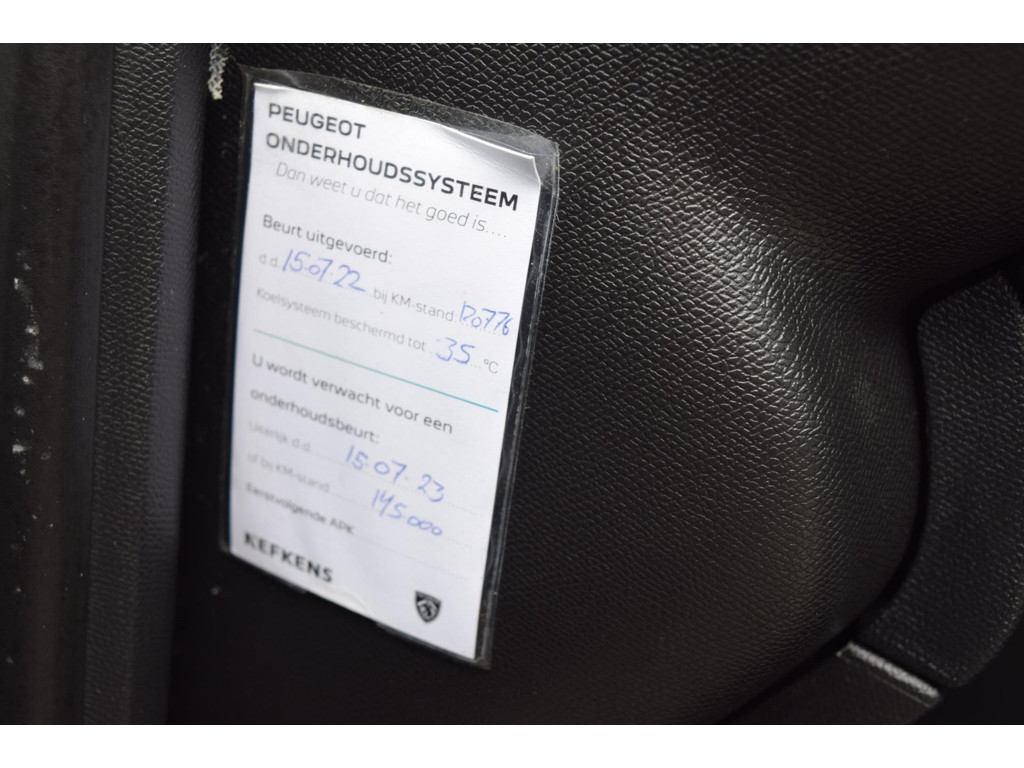 PEUGEOT
ONDERHOUDSSYSTEEM
Dan weet u dat het goed is....
Beurt uitgevoerd:
d.d. 15.07.22 bij KM-stand: 120776
Koelsysteem beschermd tot -35 °C
U wordt verwacht voor een
onderhoudsbeurt:
Uiterlijk d.d. 15.07.23
of bij KM-stand 145.000
Eerstvolgende APK
NEFKENS